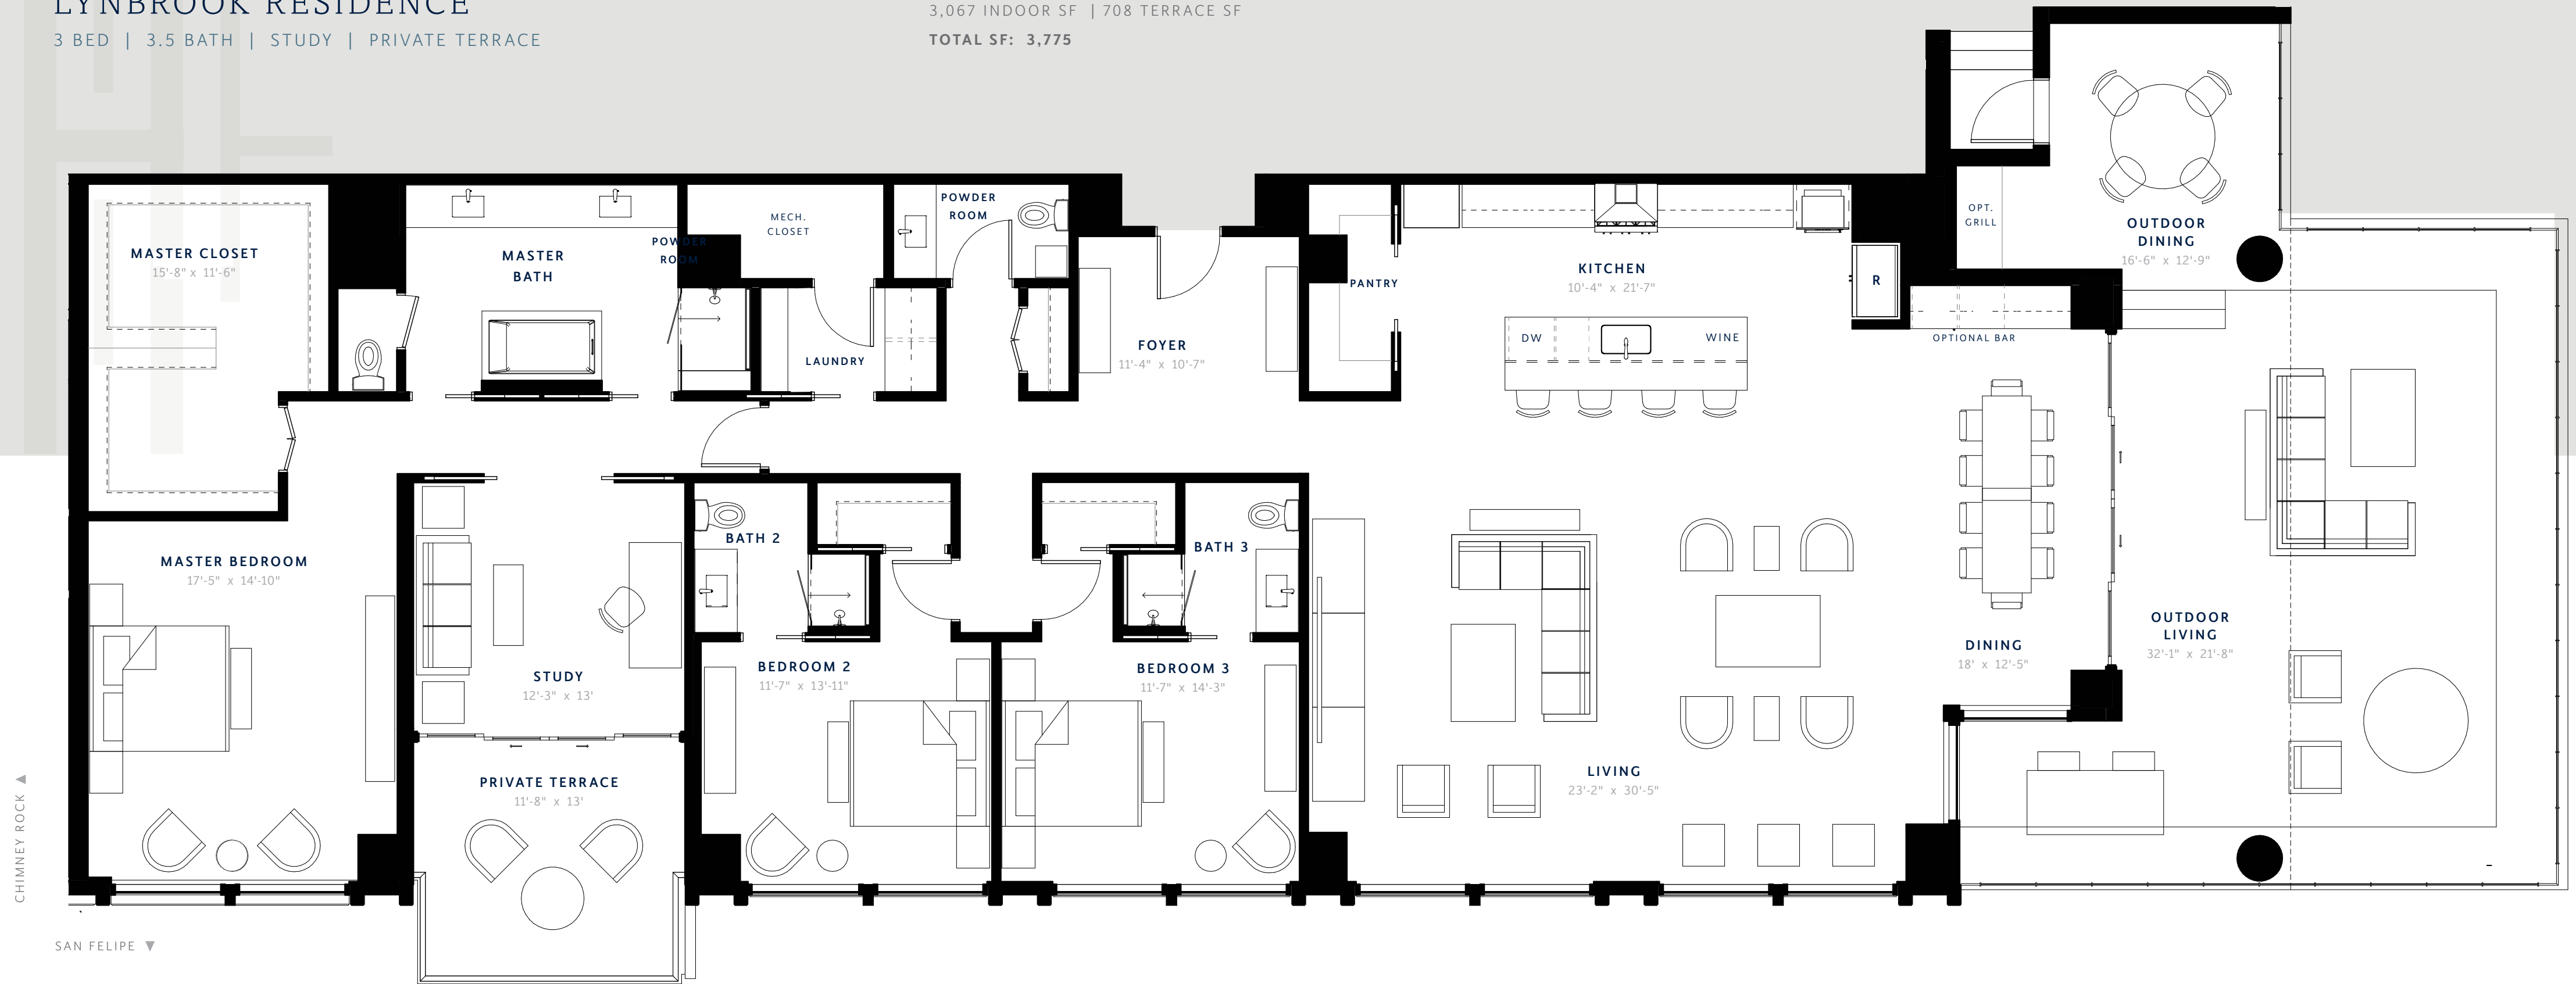 LYNBROOK RESIDENCE
3 BED | 3.5 BATH | STUDY | PRIVATE TERRACE
3,067 INDOOR SF | 708 TERRACE SF
TOTAL SF: 3,775
MASTER CLOSET
15'-8" x 11'-6"
MASTER
BATH
POWDER
ROOM
MECH.
CLOSET
POWDER
ROOM
LAUNDRY
FOYER
11'-4" x 10'-7"
PANTRY
KITCHEN
10'-4" x 21'-7"
R
DW
WINE
OPT.
GRILL
OUTDOOR
DINING
16'-6" x 12'-9"
OPTIONAL BAR
MASTER BEDROOM
17'-5" x 14'-10"
STUDY
12'-3" x 13'
PRIVATE TERRACE
11'-8" x 13'
BATH 2
BEDROOM 2
11'-7" x 13'-11"
BATH 3
BEDROOM 3
11'-7" x 14'-3"
LIVING
23'-2" x 30'-5"
DINING
18' x 12'-5"
OUTDOOR
LIVING
32'-1" x 21'-8"
CHIMNEY ROCK ▲
SAN FELIPE ▼